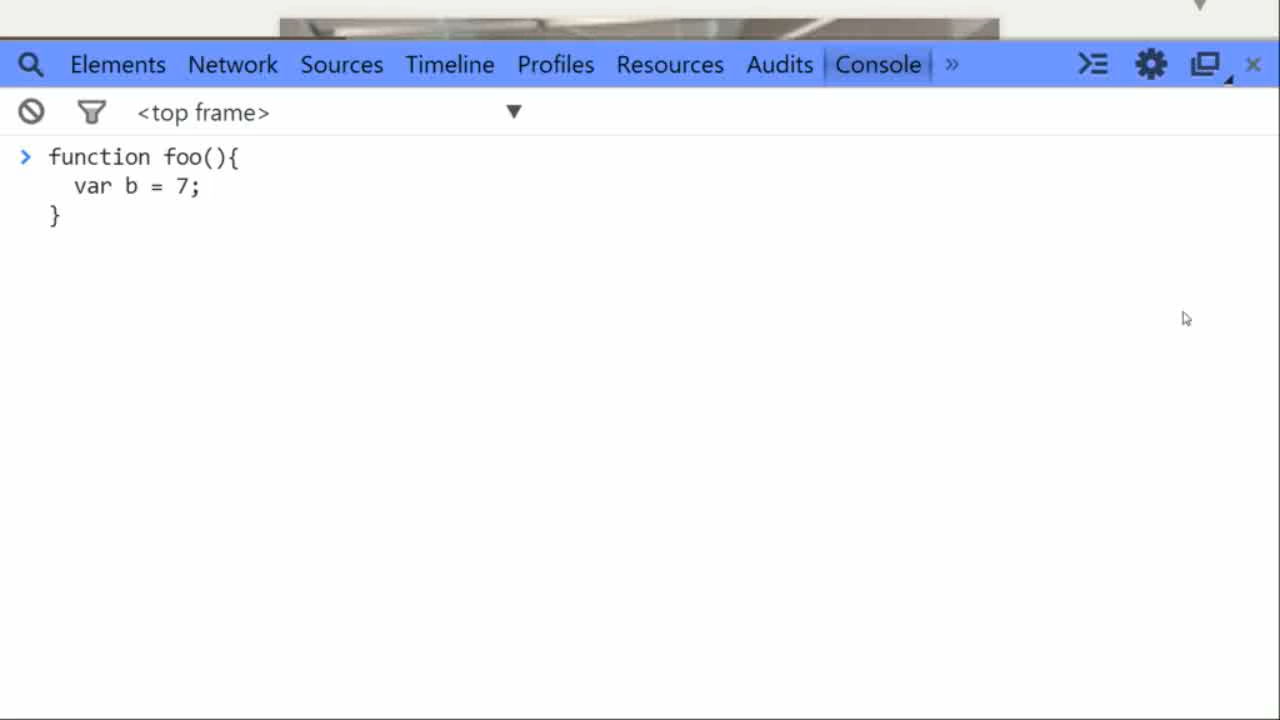 Elements Network Sources Timeline Profiles Resources Audits Console »
<top frame>
> function foo(){
var b = 7;
}